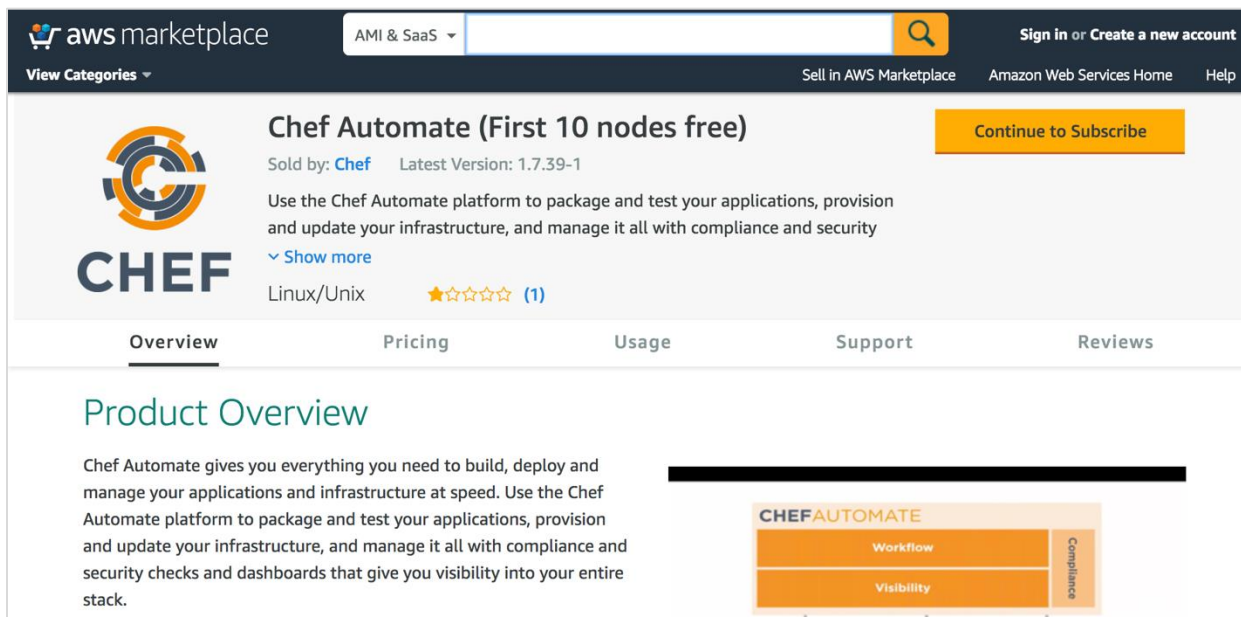 aws marketplace
AMI & SaaS
Sign in or Create a new account
View Categories
Sell in AWS Marketplace
Amazon Web Services Home
Help
CHEF
Chef Automate (First 10 nodes free)
Continue to Subscribe
Sold by: Chef
Latest Version: 1.7.39-1
Use the Chef Automate platform to package and test your applications, provision
and update your infrastructure, and manage it all with compliance and security
Show more
Linux/Unix
(1)
Overview
Pricing
Usage
Support
Reviews
Product Overview
Chef Automate gives you everything you need to build, deploy and
manage your applications and infrastructure at speed. Use the Chef
Automate platform to package and test your applications, provision
and update your infrastructure, and manage it all with compliance and
security checks and dashboards that give you visibility into your entire
stack.
CHEFAUTOMATE
Workflow
Visibility
Compliance